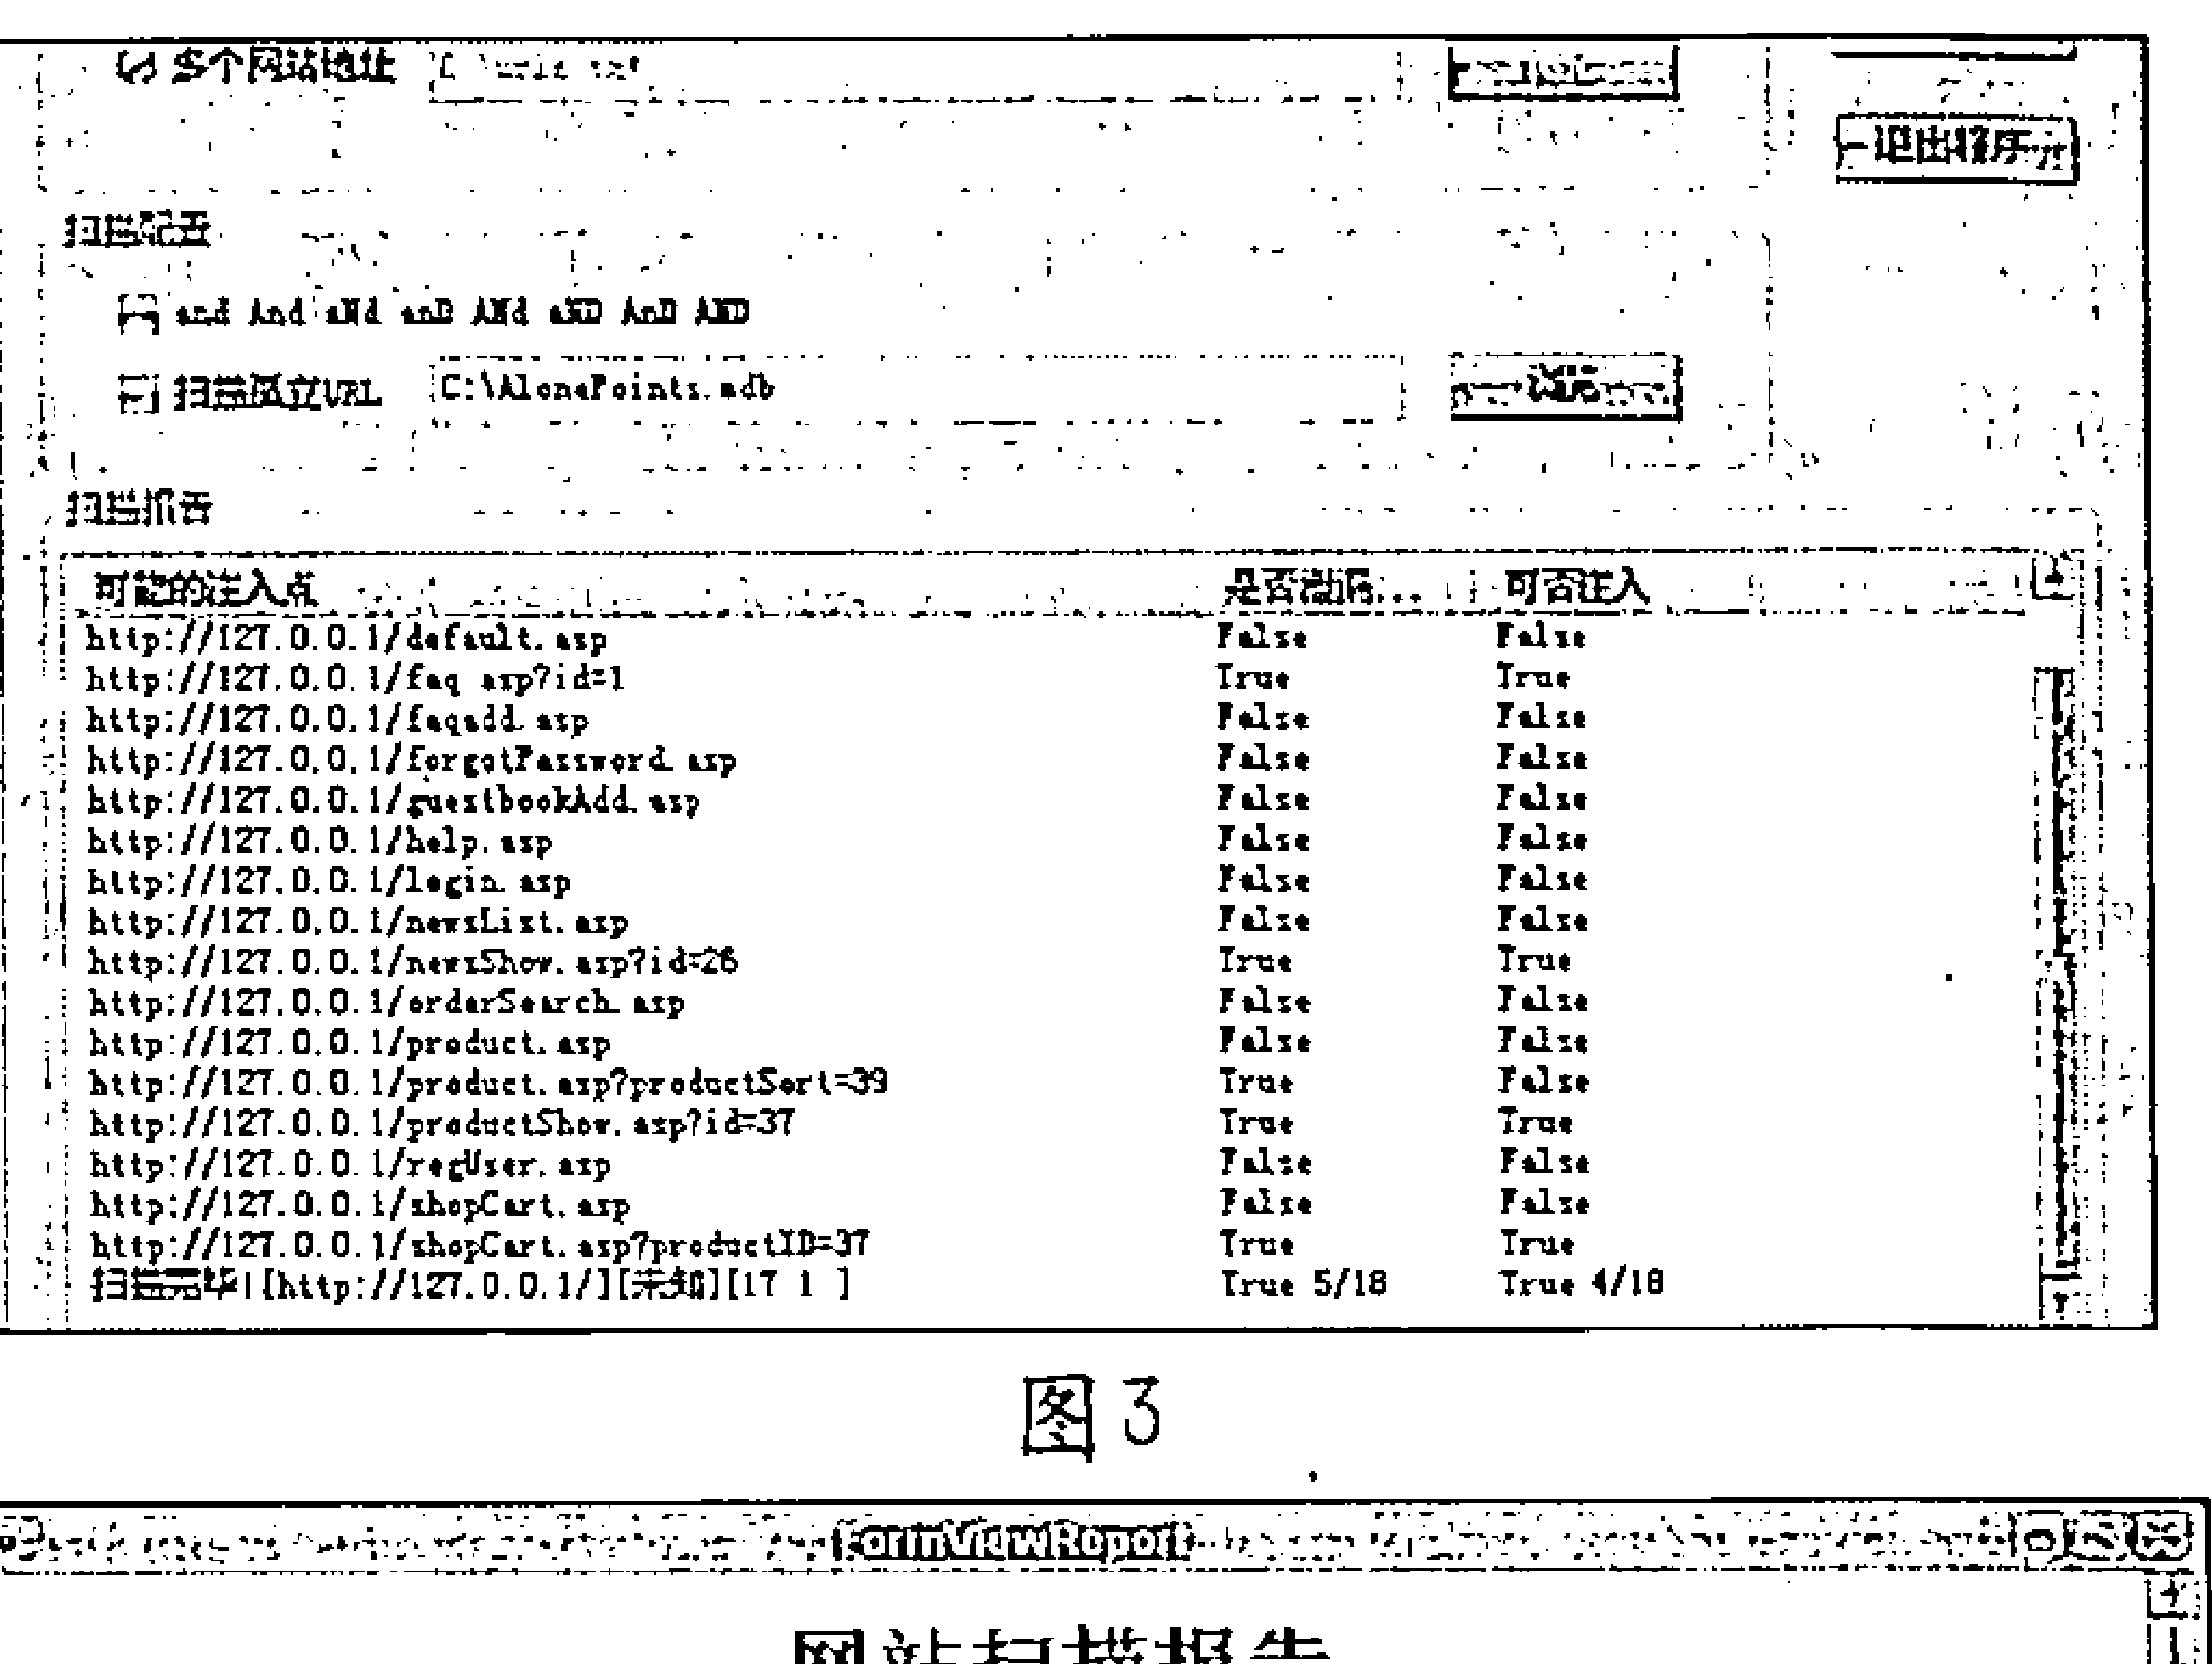 多个网站地址 C:\urls.txt
退出程序
扫描配置
and And aNd anD ANd aND AnD AND
扫描孤立URL C:\AlonePoints.mdb
扫描报告
可能的注入点 是否 ... 可否注入
http://127.0.0.1/default.asp False False
http://127.0.0.1/faq.asp?id=1 True True
http://127.0.0.1/faqadd.asp False False
http://127.0.0.1/forgotPassword.asp False False
http://127.0.0.1/guestbookAdd.asp False False
http://127.0.0.1/help.asp False False
http://127.0.0.1/login.asp False False
http://127.0.0.1/newsList.asp False False
http://127.0.0.1/newsShow.asp?id=26 True True
http://127.0.0.1/orderSearch.asp False False
http://127.0.0.1/product.asp False False
http://127.0.0.1/product.asp?productSort=39 True False
http://127.0.0.1/productShow.asp?id=37 True True
http://127.0.0.1/regUser.asp False False
http://127.0.0.1/shopCart.asp False False
http://127.0.0.1/shopCart.asp?productID=37 True True
扫描完毕![http://127.0.0.1/][未知][17 1 ] True 5/18 True 4/18
图 3
FormViewReport
网站扫描报告